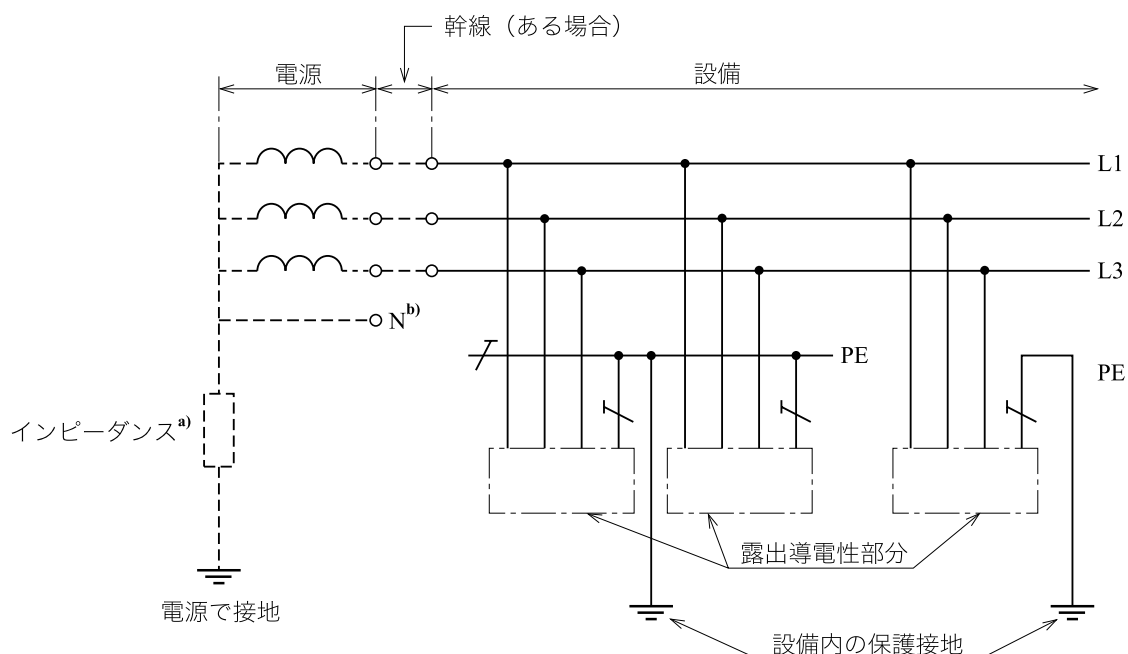 幹線（ある場合）
電源
設備
L1
L2
L3
Nb)
PE
PE
インピーダンスa)
露出導電性部分
電源で接地
設備内の保護接地